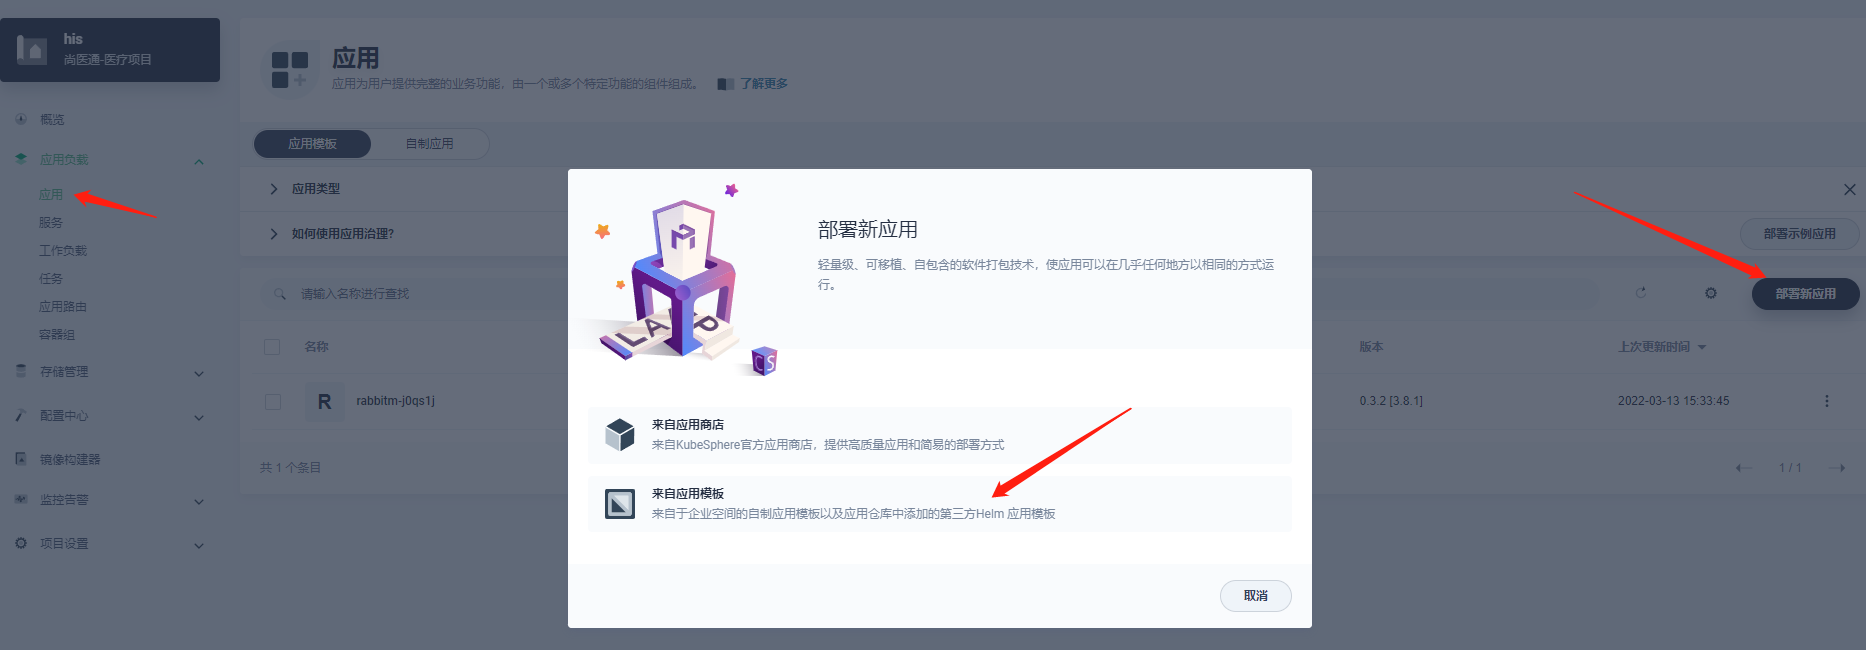 his
尚医通-医疗项目
概览
应用负载
应用
服务
工作负载
任务
应用路由
容器组
存储管理
配置中心
镜像构建器
监控告警
项目设置
应用
应用为用户提供完整的业务功能，由一个或多个特定功能的组件组成。 了解更多
应用模板 自制应用
应用类型
如何使用应用治理?
部署示例应用
请输入名称进行查找
部署新应用
名称 版本 上次更新时间
R rabbitm-j0qs1j 0.3.2 [3.8.1] 2022-03-13 15:33:45
共 1 个条目 1 / 1
LAMP
CS
部署新应用
轻量级、可移植、自包含的软件打包技术，使应用可以在几乎任何地方以相同的方式运
行。
来自应用商店
来自KubeSphere官方应用商店，提供高质量应用和简易的部署方式
来自应用模板
来自于企业空间的自制应用模板以及应用仓库中添加的第三方Helm 应用模板
取消